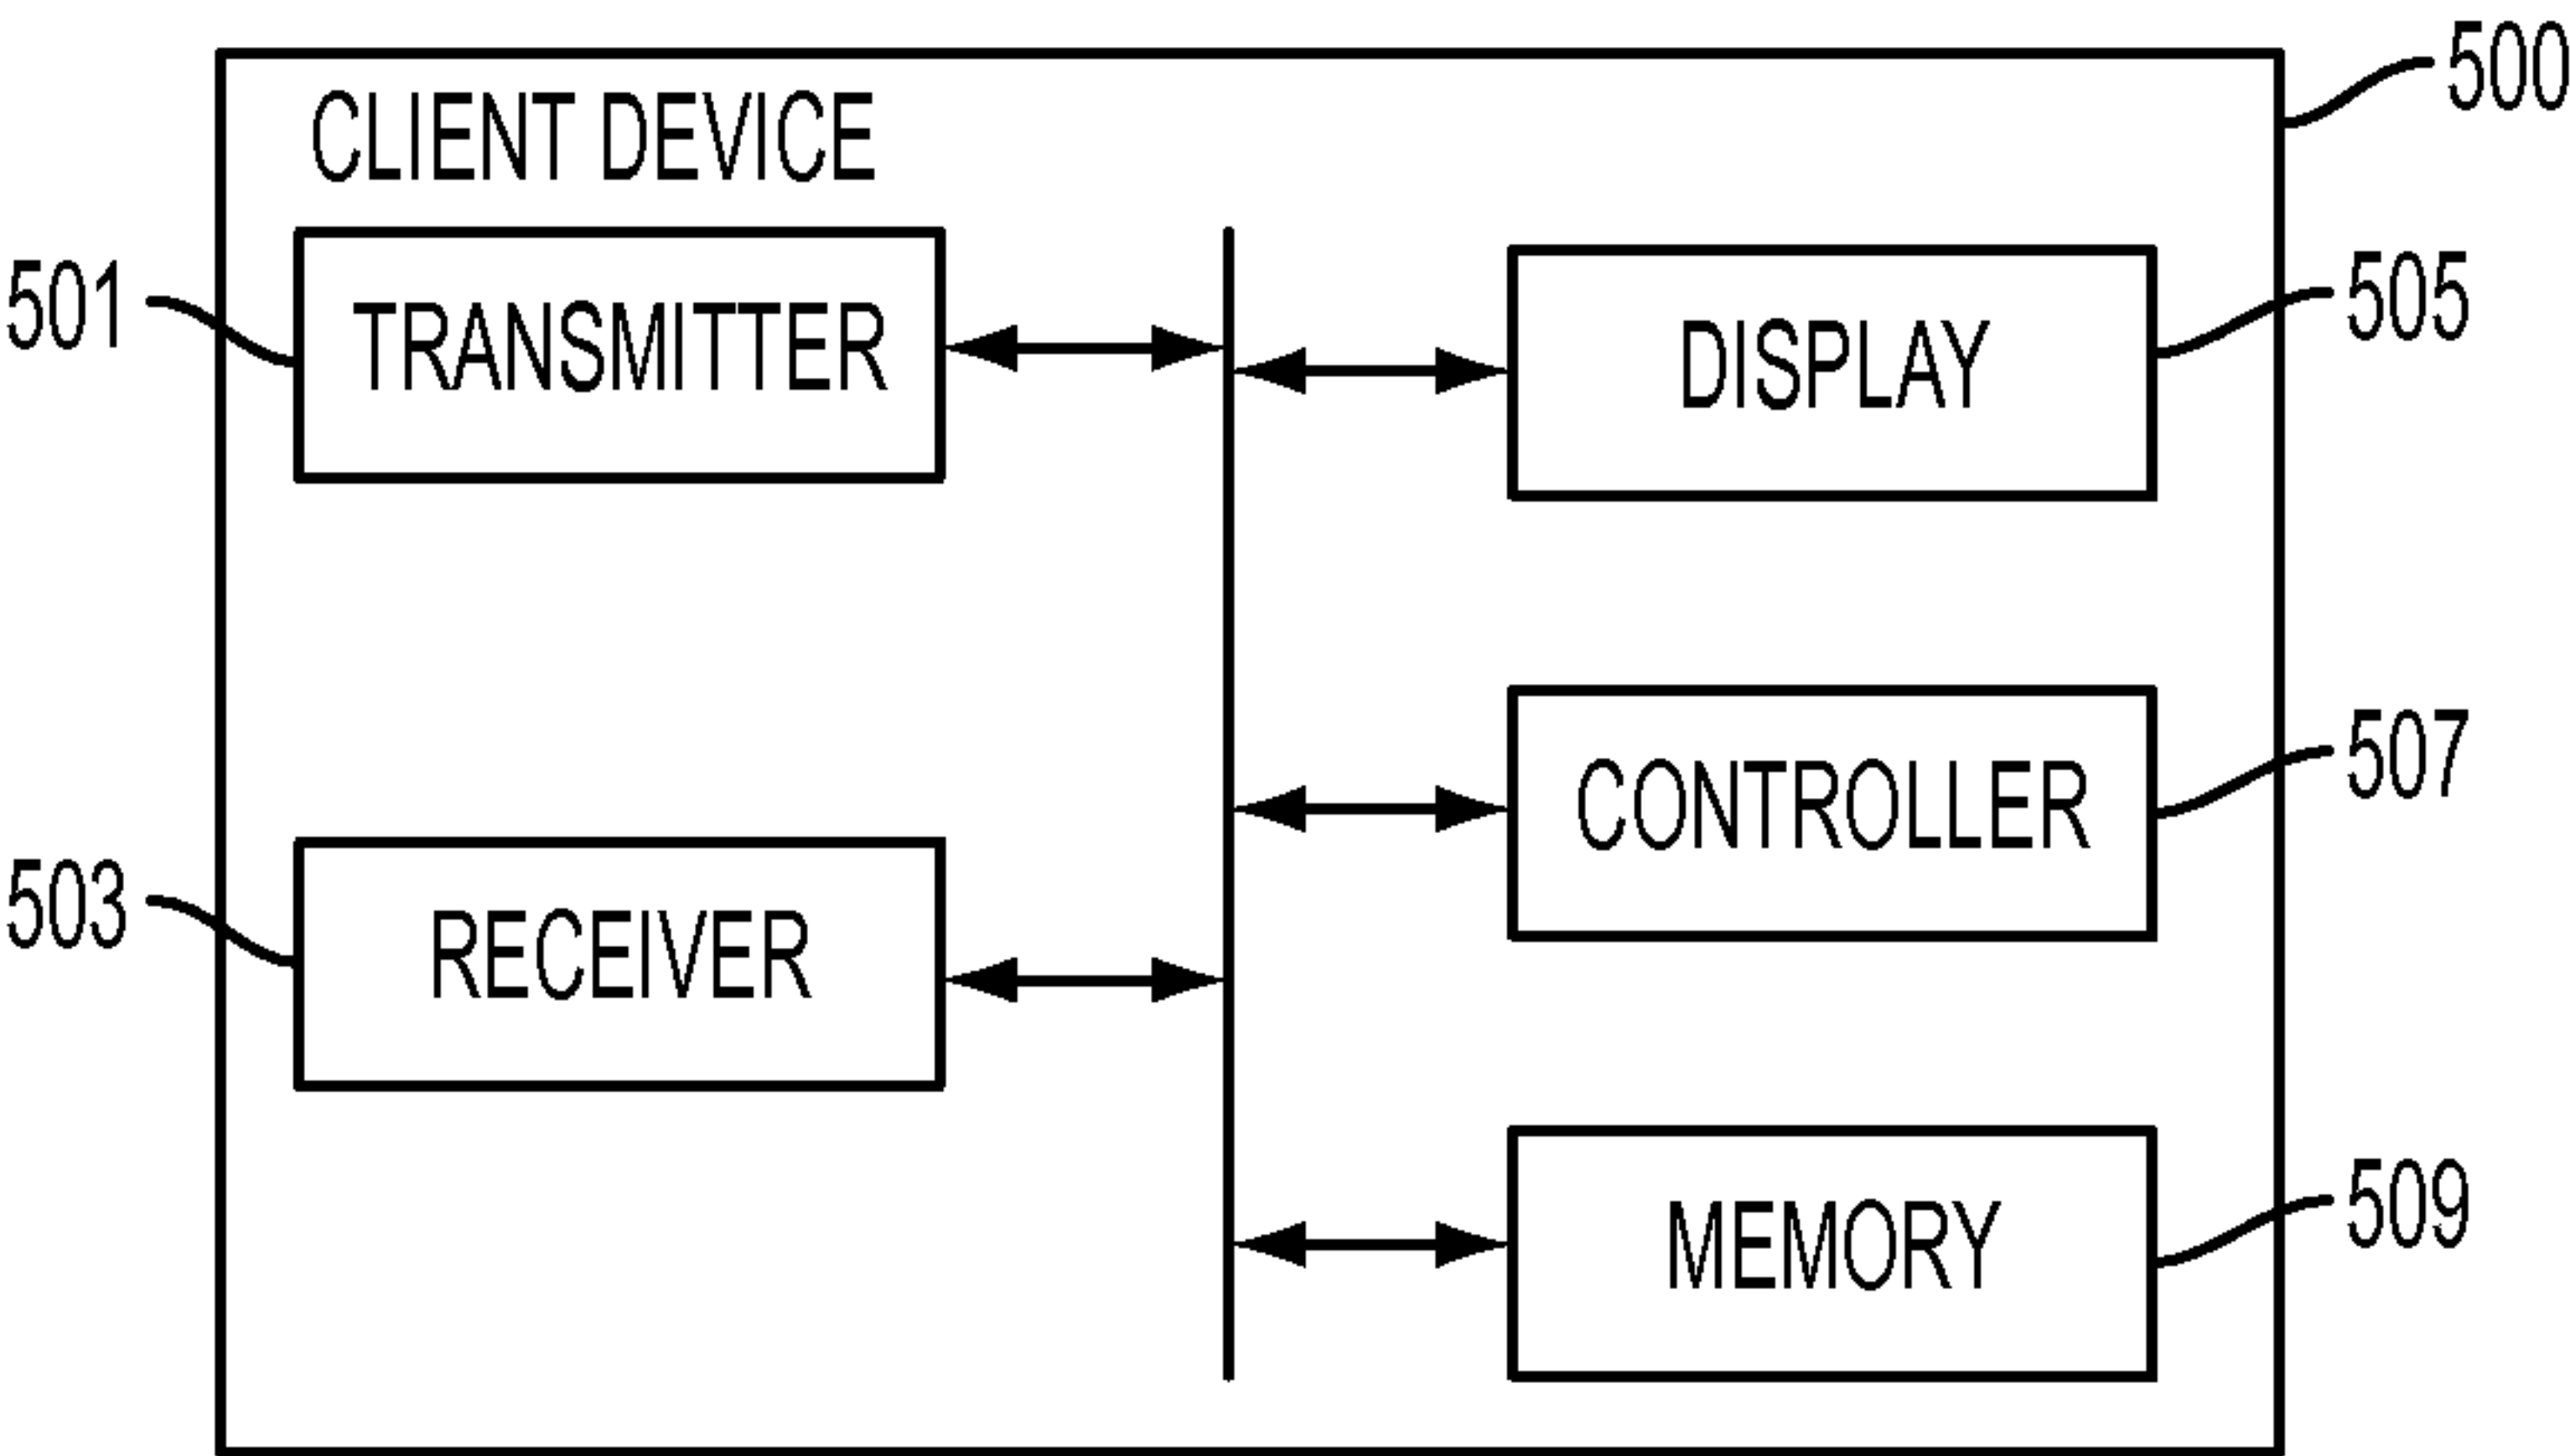 500
CLIENT DEVICE
501
TRANSMITTER
505
DISPLAY
507
CONTROLLER
503
RECEIVER
509
MEMORY